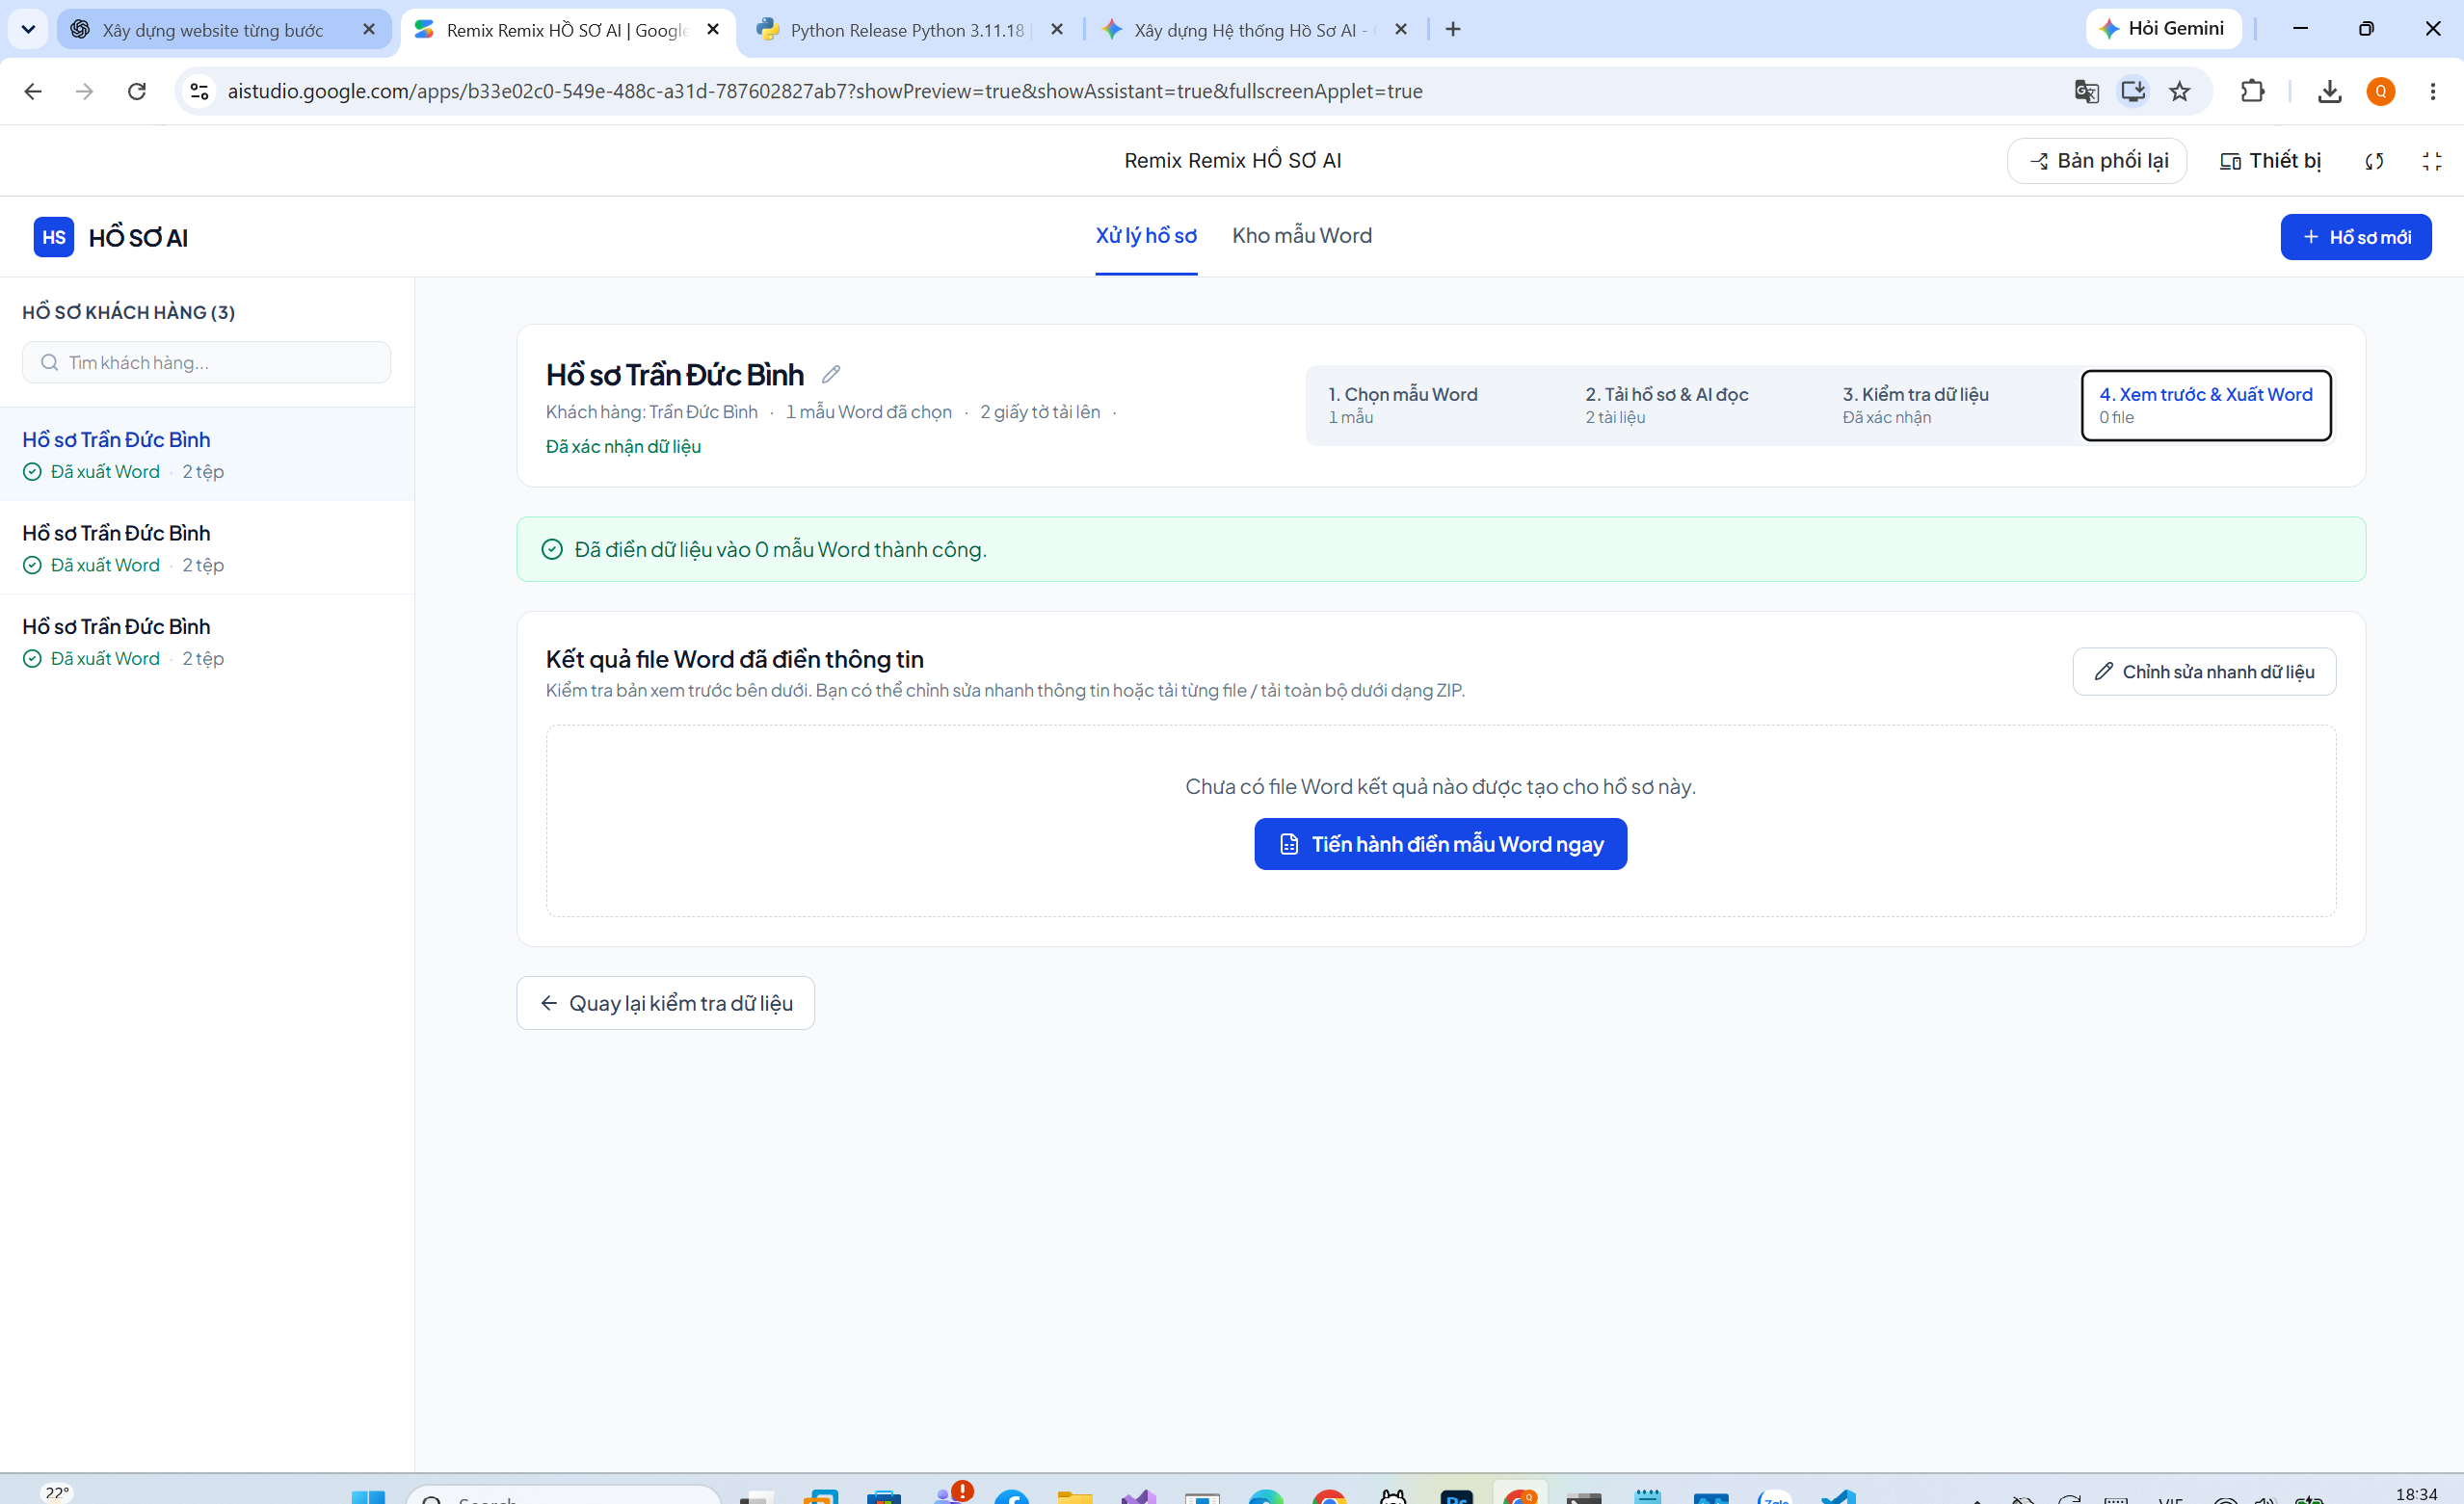 Xây dựng website từng bước
Remix Remix HỒ SƠ AI | Google
Python Release Python 3.11.18
Xây dựng Hệ thống Hồ Sơ AI -
Hỏi Gemini
aistudio.google.com/apps/b33e02c0-549e-488c-a31d-787602827ab7?showPreview=true&showAssistant=true&fullscreenApplet=true
Q
Remix Remix HỒ SƠ AI
Bản phối lại
Thiết bị
HS
HỒ SƠ AI
Xử lý hồ sơ
Kho mẫu Word
+ Hồ sơ mới
HỒ SƠ KHÁCH HÀNG (3)
Tìm khách hàng...
Hồ sơ Trần Đức Bình
Đã xuất Word · 2 tệp
Hồ sơ Trần Đức Bình
Đã xuất Word · 2 tệp
Hồ sơ Trần Đức Bình
Đã xuất Word · 2 tệp
Hồ sơ Trần Đức Bình
Khách hàng: Trần Đức Bình · 1 mẫu Word đã chọn · 2 giấy tờ tải lên ·
Đã xác nhận dữ liệu
1. Chọn mẫu Word
1 mẫu
2. Tải hồ sơ & AI đọc
2 tài liệu
3. Kiểm tra dữ liệu
Đã xác nhận
4. Xem trước & Xuất Word
0 file
Đã điền dữ liệu vào 0 mẫu Word thành công.
Kết quả file Word đã điền thông tin
Kiểm tra bản xem trước bên dưới. Bạn có thể chỉnh sửa nhanh thông tin hoặc tải từng file / tải toàn bộ dưới dạng ZIP.
Chỉnh sửa nhanh dữ liệu
Chưa có file Word kết quả nào được tạo cho hồ sơ này.
Tiến hành điền mẫu Word ngay
Quay lại kiểm tra dữ liệu
22°
Search
Ps
Zalo
VIE
18:34